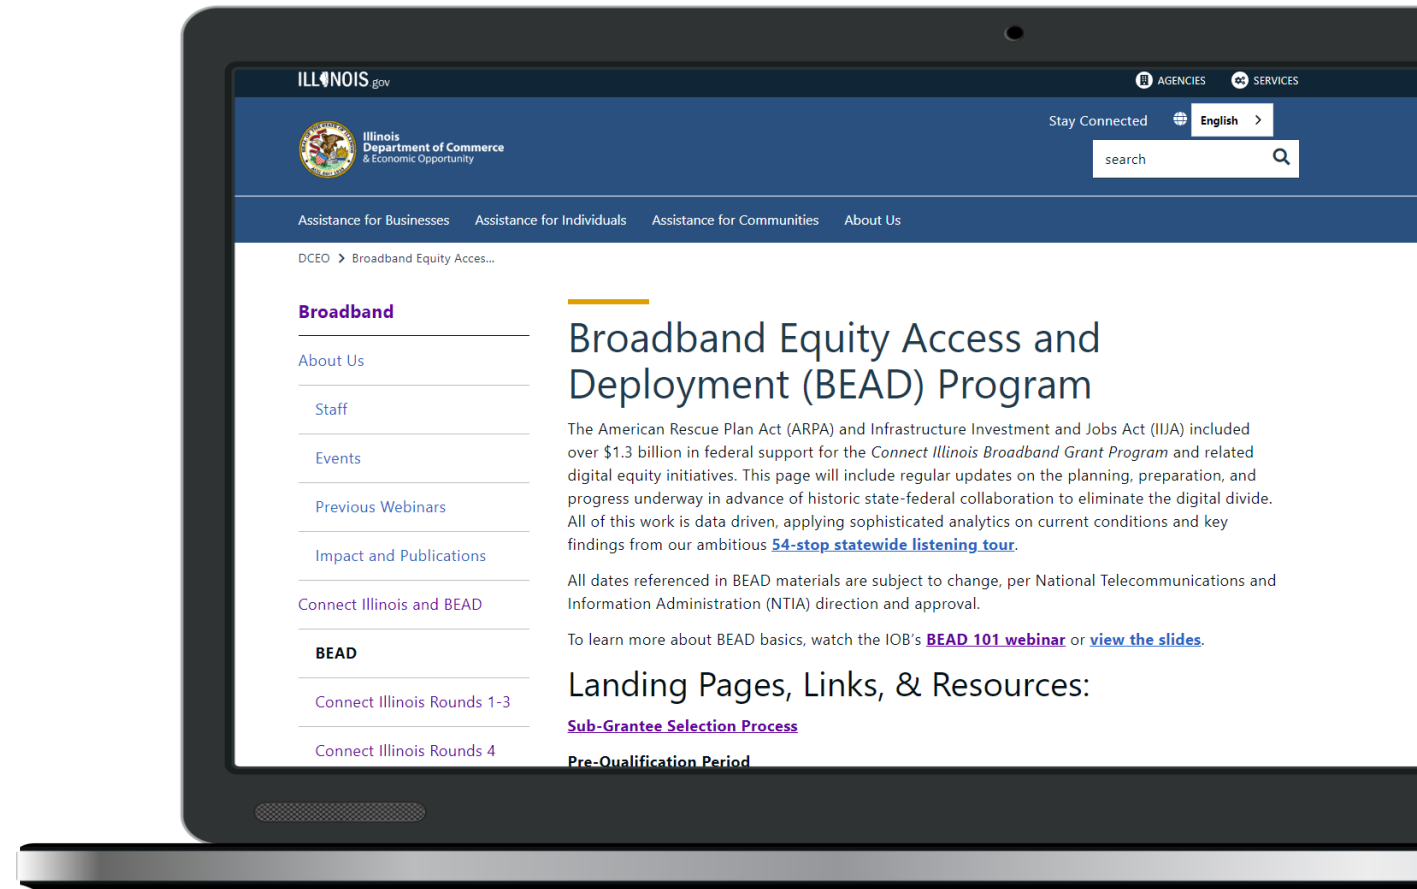 ILLINOIS.gov
AGENCIES
SERVICES
Illinois
Department of Commerce
& Economic Opportunity
Stay Connected
English
search
Assistance for Businesses
Assistance for Individuals
Assistance for Communities
About Us
DCEO
Broadband Equity Acces...
Broadband
About Us
Staff
Events
Previous Webinars
Impact and Publications
Connect Illinois and BEAD
BEAD
Connect Illinois Rounds 1-3
Connect Illinois Rounds 4
Broadband Equity Access and
Deployment (BEAD) Program
The American Rescue Plan Act (ARPA) and Infrastructure Investment and Jobs Act (IIJA) included
over $1.3 billion in federal support for the Connect Illinois Broadband Grant Program and related
digital equity initiatives. This page will include regular updates on the planning, preparation, and
progress underway in advance of historic state-federal collaboration to eliminate the digital divide.
All of this work is data driven, applying sophisticated analytics on current conditions and key
findings from our ambitious 54-stop statewide listening tour.
All dates referenced in BEAD materials are subject to change, per National Telecommunications and
Information Administration (NTIA) direction and approval.
To learn more about BEAD basics, watch the IOB's BEAD 101 webinar or view the slides.
Landing Pages, Links, & Resources:
Sub-Grantee Selection Process
Pre-Qualification Period